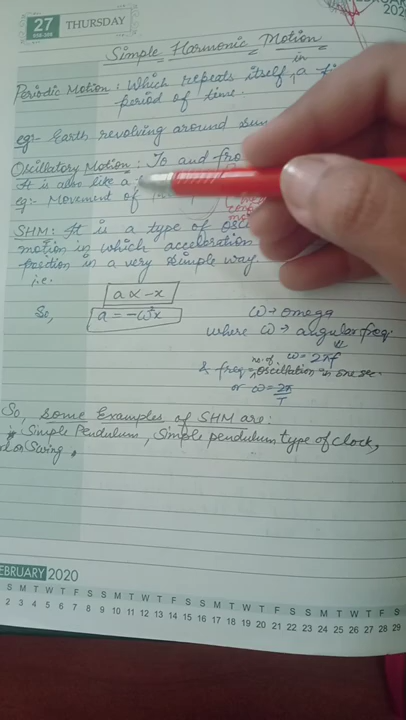 27 THURSDAY
FEBRUARY
202
Simple Harmonic Motion
Periodic Motion: Which repeats itself in a
period of time.
eg:- Earth revolving around sun
Oscillatory Motion: To and fro
It is also like a
eg:- Movement of
SHM: It is a type of
motion in which acceleration
position in a very simple way
i.e.
a ∝ -x
So, a = -ω²x
ω → omega
where ω → angular freq.
ω = 2πf
& freq = no. of oscillation in one sec.
or ω = 2π/T
So, some Examples of SHM are:
Simple Pendulum, Simple pendulum type of clock,
Swing.
EBRUARY 2020
S M T W T F S S M T W T F S S M T W T F S S M T W T F S
2 3 4 5 6 7 8 9 10 11 12 13 14 15 16 17 18 19 20 21 22 23 24 25 26 27 28 29